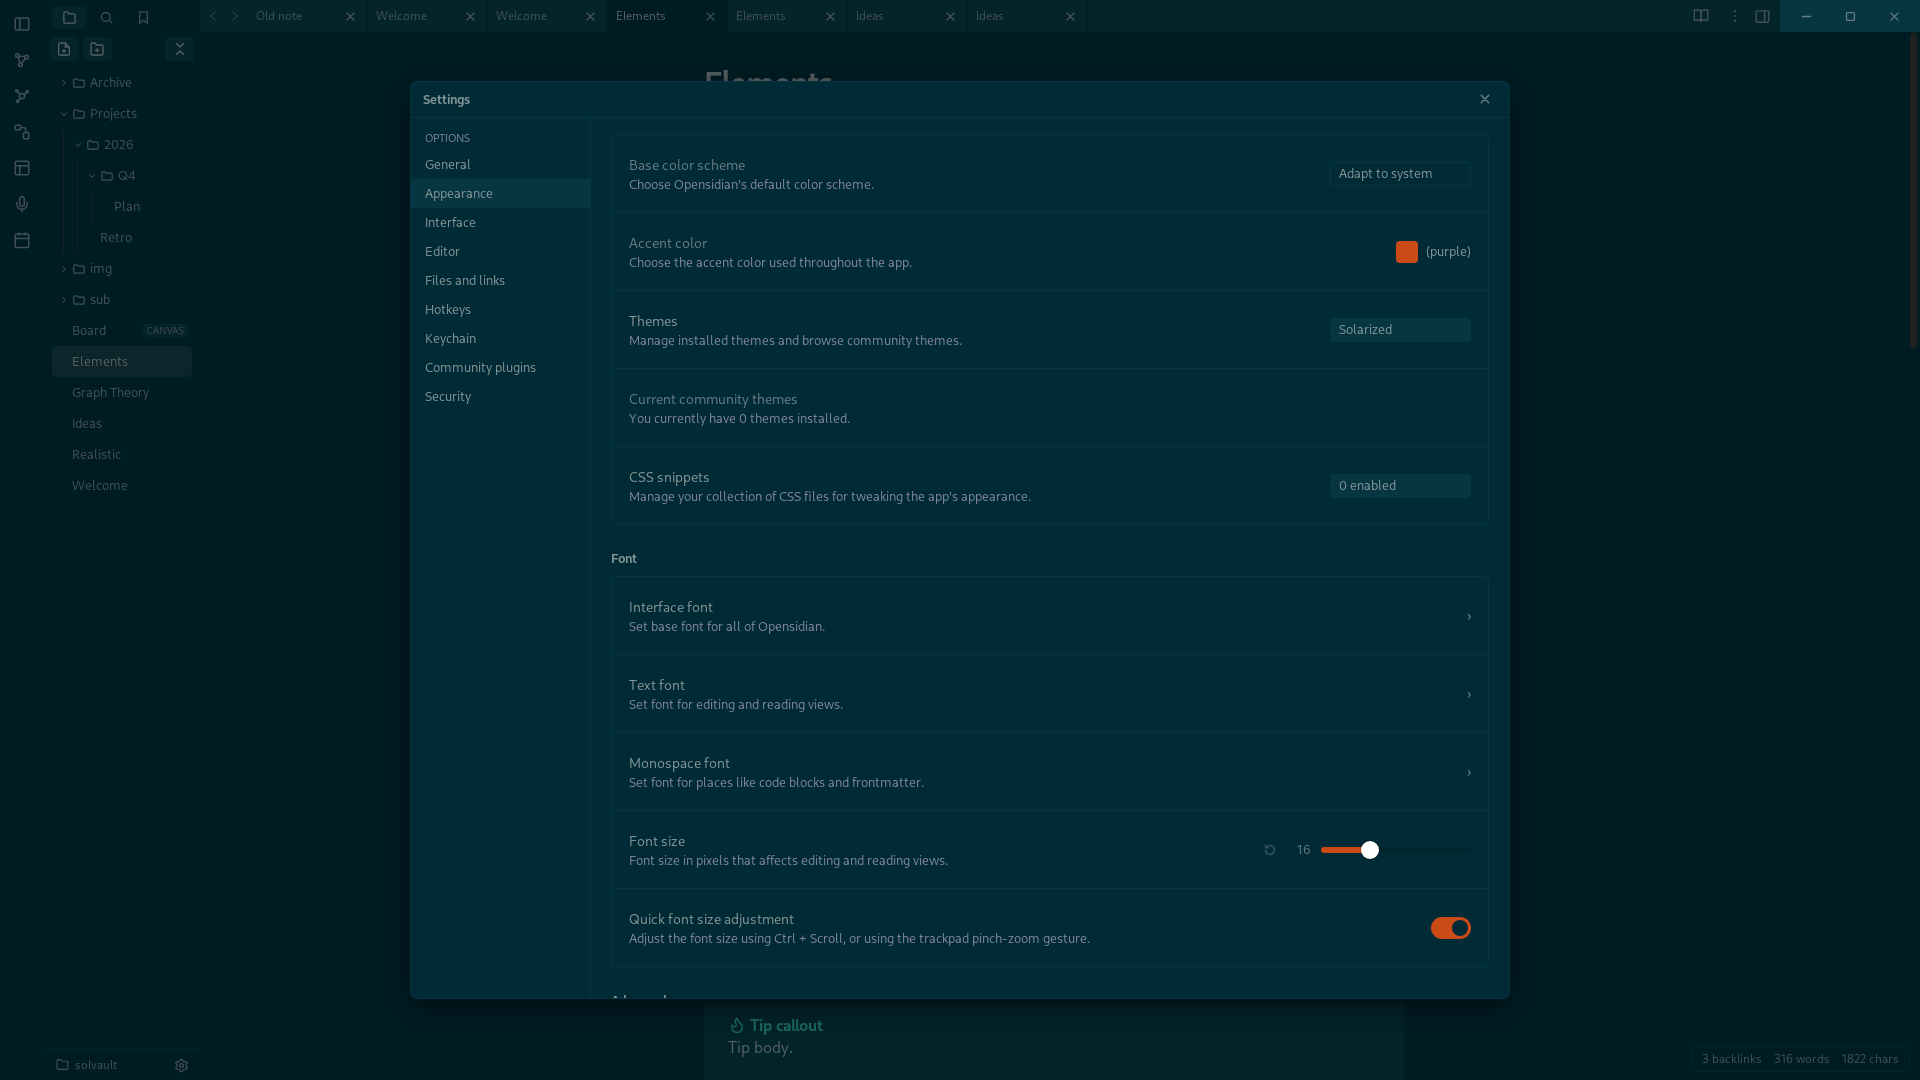 Old note
Welcome
Welcome
Elements
Elements
Ideas
Ideas
Archive
Projects
2026
Q4
Plan
Retro
img
sub
Board
CANVAS
Elements
Graph Theory
Ideas
Realistic
Welcome
solvault
Elements
Settings
OPTIONS
General
Appearance
Interface
Editor
Files and links
Hotkeys
Keychain
Community plugins
Security
Base color scheme
Choose Opensidian's default color scheme.
Adapt to system
Accent color
Choose the accent color used throughout the app.
(purple)
Themes
Manage installed themes and browse community themes.
Solarized
Current community themes
You currently have 0 themes installed.
CSS snippets
Manage your collection of CSS files for tweaking the app's appearance.
0 enabled
Font
Interface font
Set base font for all of Opensidian.
Text font
Set font for editing and reading views.
Monospace font
Set font for places like code blocks and frontmatter.
Font size
Font size in pixels that affects editing and reading views.
16
Quick font size adjustment
Adjust the font size using Ctrl + Scroll, or using the trackpad pinch-zoom gesture.
Tip callout
Tip body.
3 backlinks
316 words
1822 chars